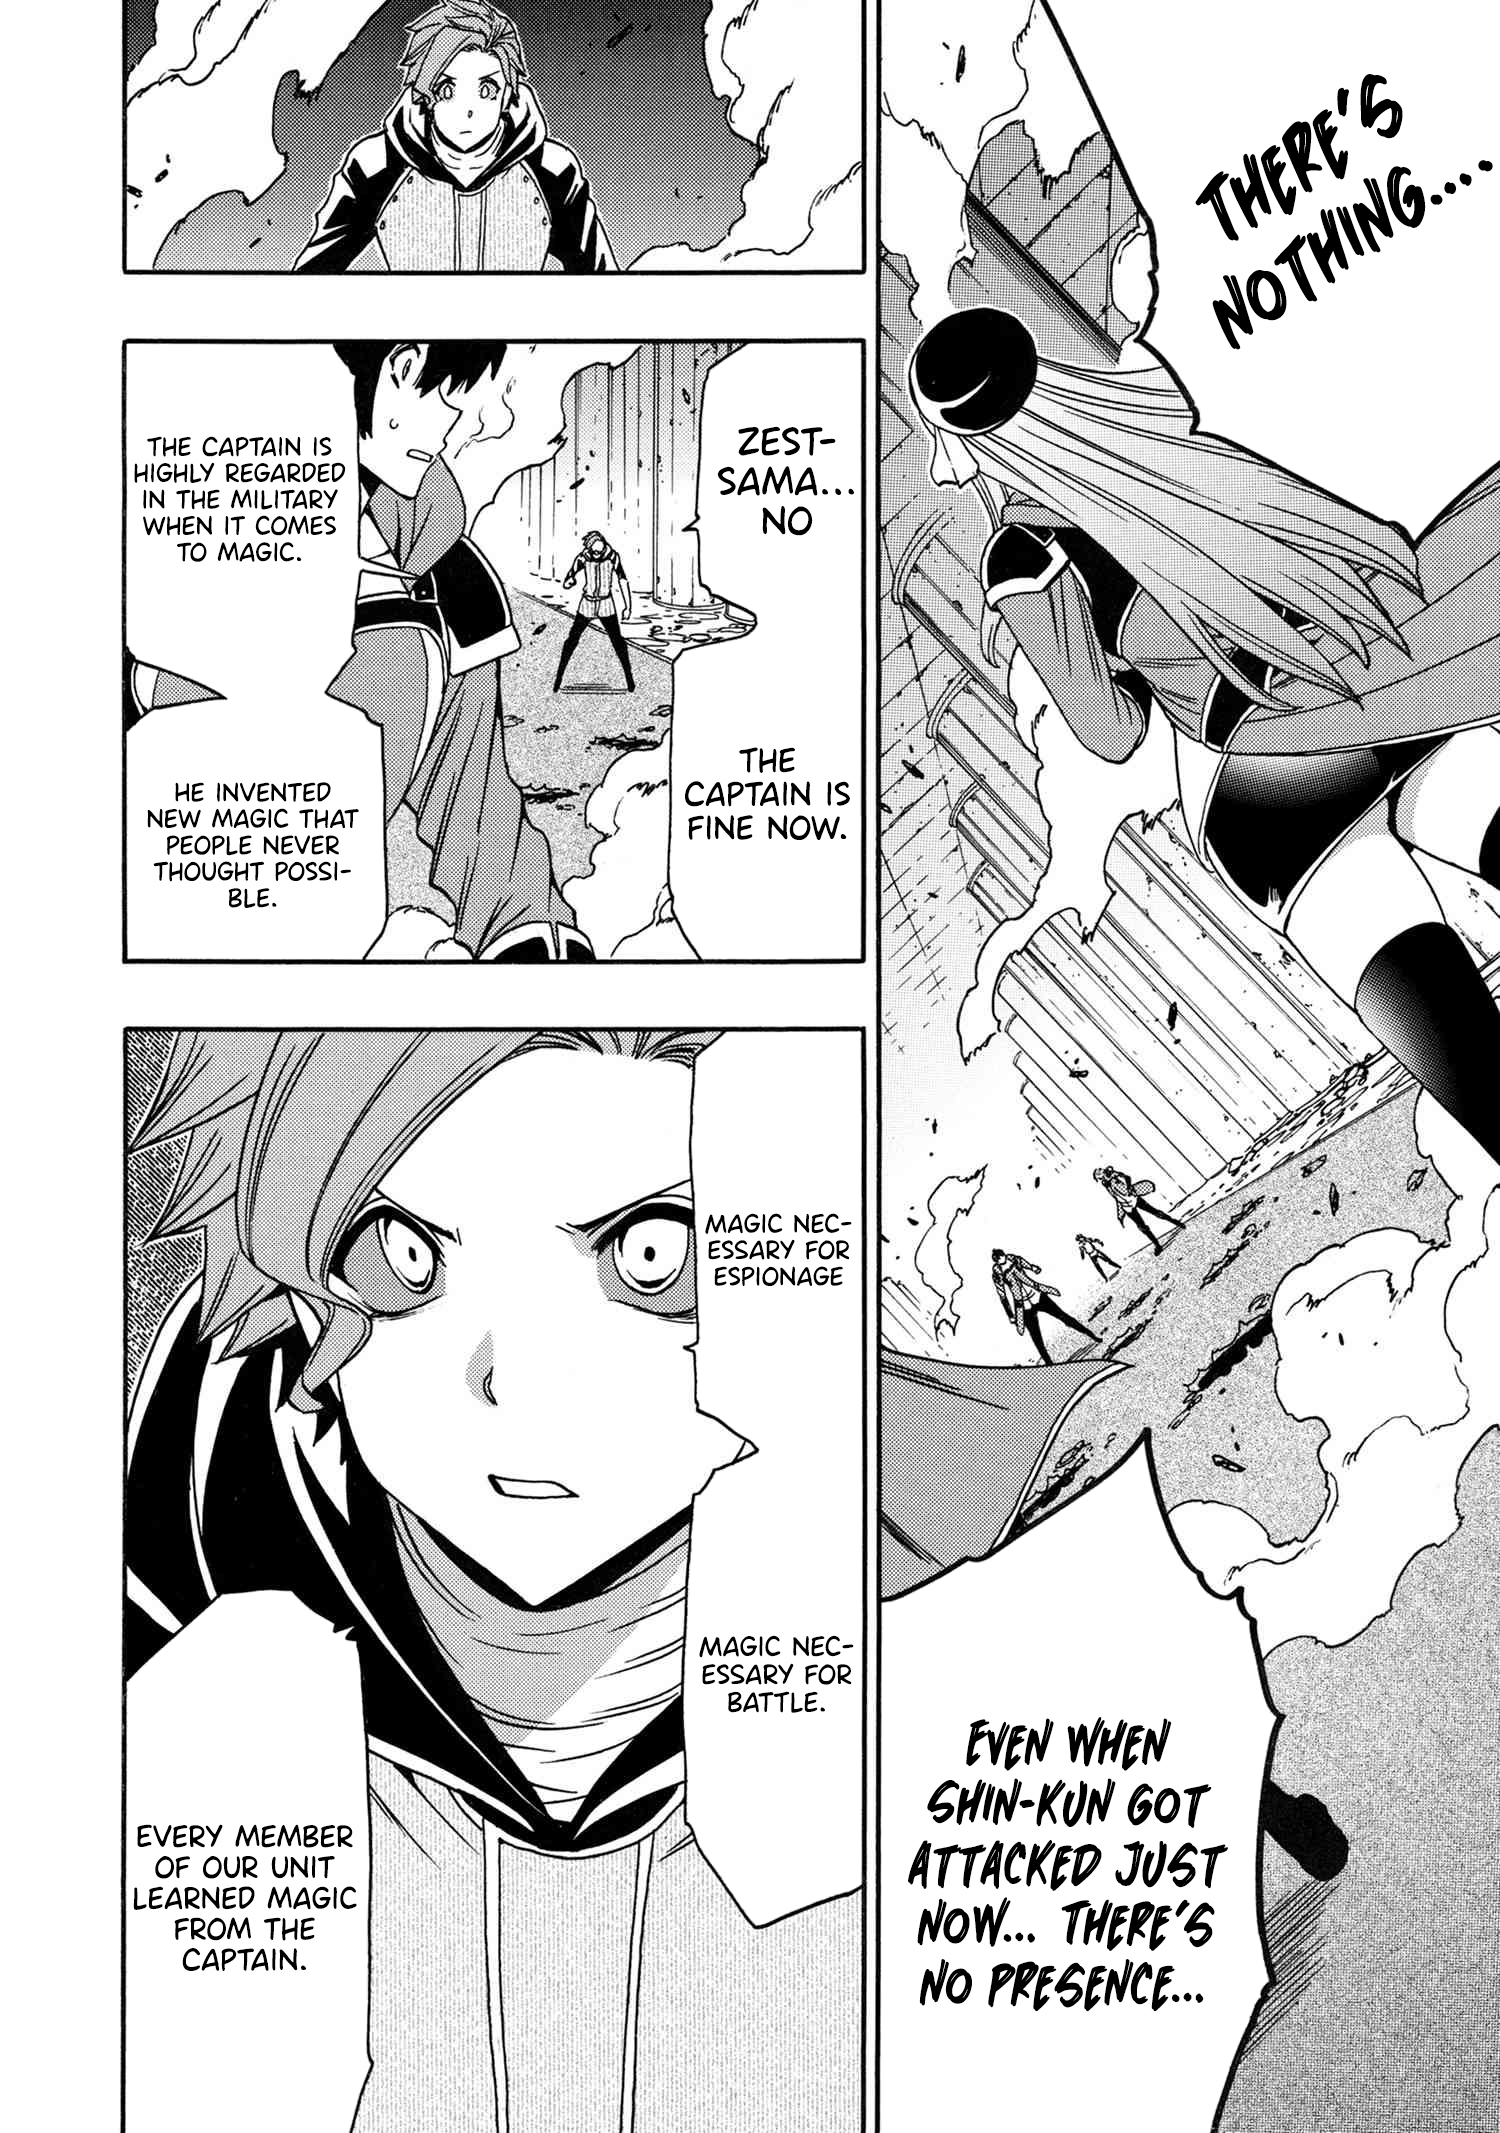 THERE'S
NOTHING....
EVEN WHEN
SHIN-KUN GOT
ATTACKED JUST
NOW... THERE'S
NO PRESENCE...
ZEST-
SAMA...
NO
THE
CAPTAIN IS
FINE NOW.
THE CAPTAIN IS
HIGHLY REGARDED
IN THE MILITARY
WHEN IT COMES
TO MAGIC.
HE INVENTED
NEW MAGIC THAT
PEOPLE NEVER
THOUGHT POSSI-
BLE.
MAGIC NEC-
ESSARY FOR
ESPIONAGE
MAGIC NEC-
ESSARY FOR
BATTLE.
EVERY MEMBER
OF OUR UNIT
LEARNED MAGIC
FROM THE
CAPTAIN.